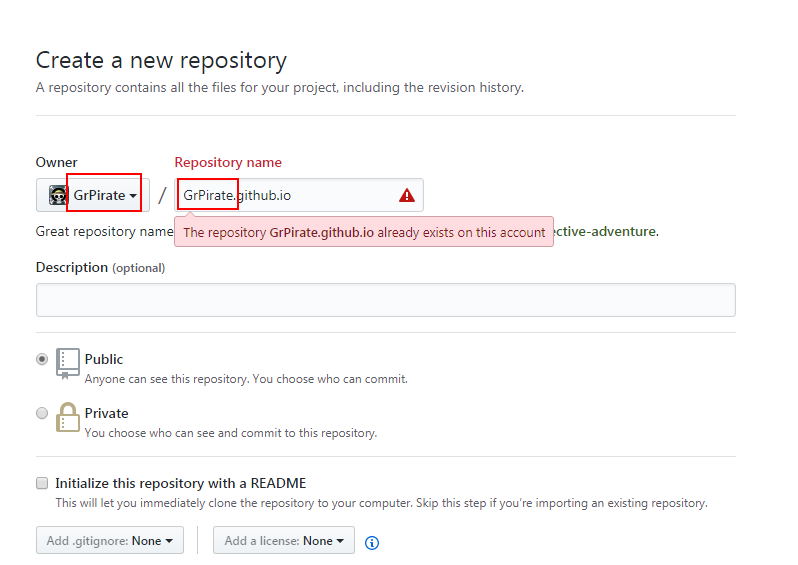 Create a new repository
A repository contains all the files for your project, including the revision history.
Owner
Repository name
GrPirate
/
GrPirate.github.io
Great repository name
ective-adventure.
The repository GrPirate.github.io already exists on this account
Description (optional)
Public
Anyone can see this repository. You choose who can commit.
Private
You choose who can see and commit to this repository.
Initialize this repository with a README
This will let you immediately clone the repository to your computer. Skip this step if you're importing an existing repository.
Add .gitignore: None
Add a license: None